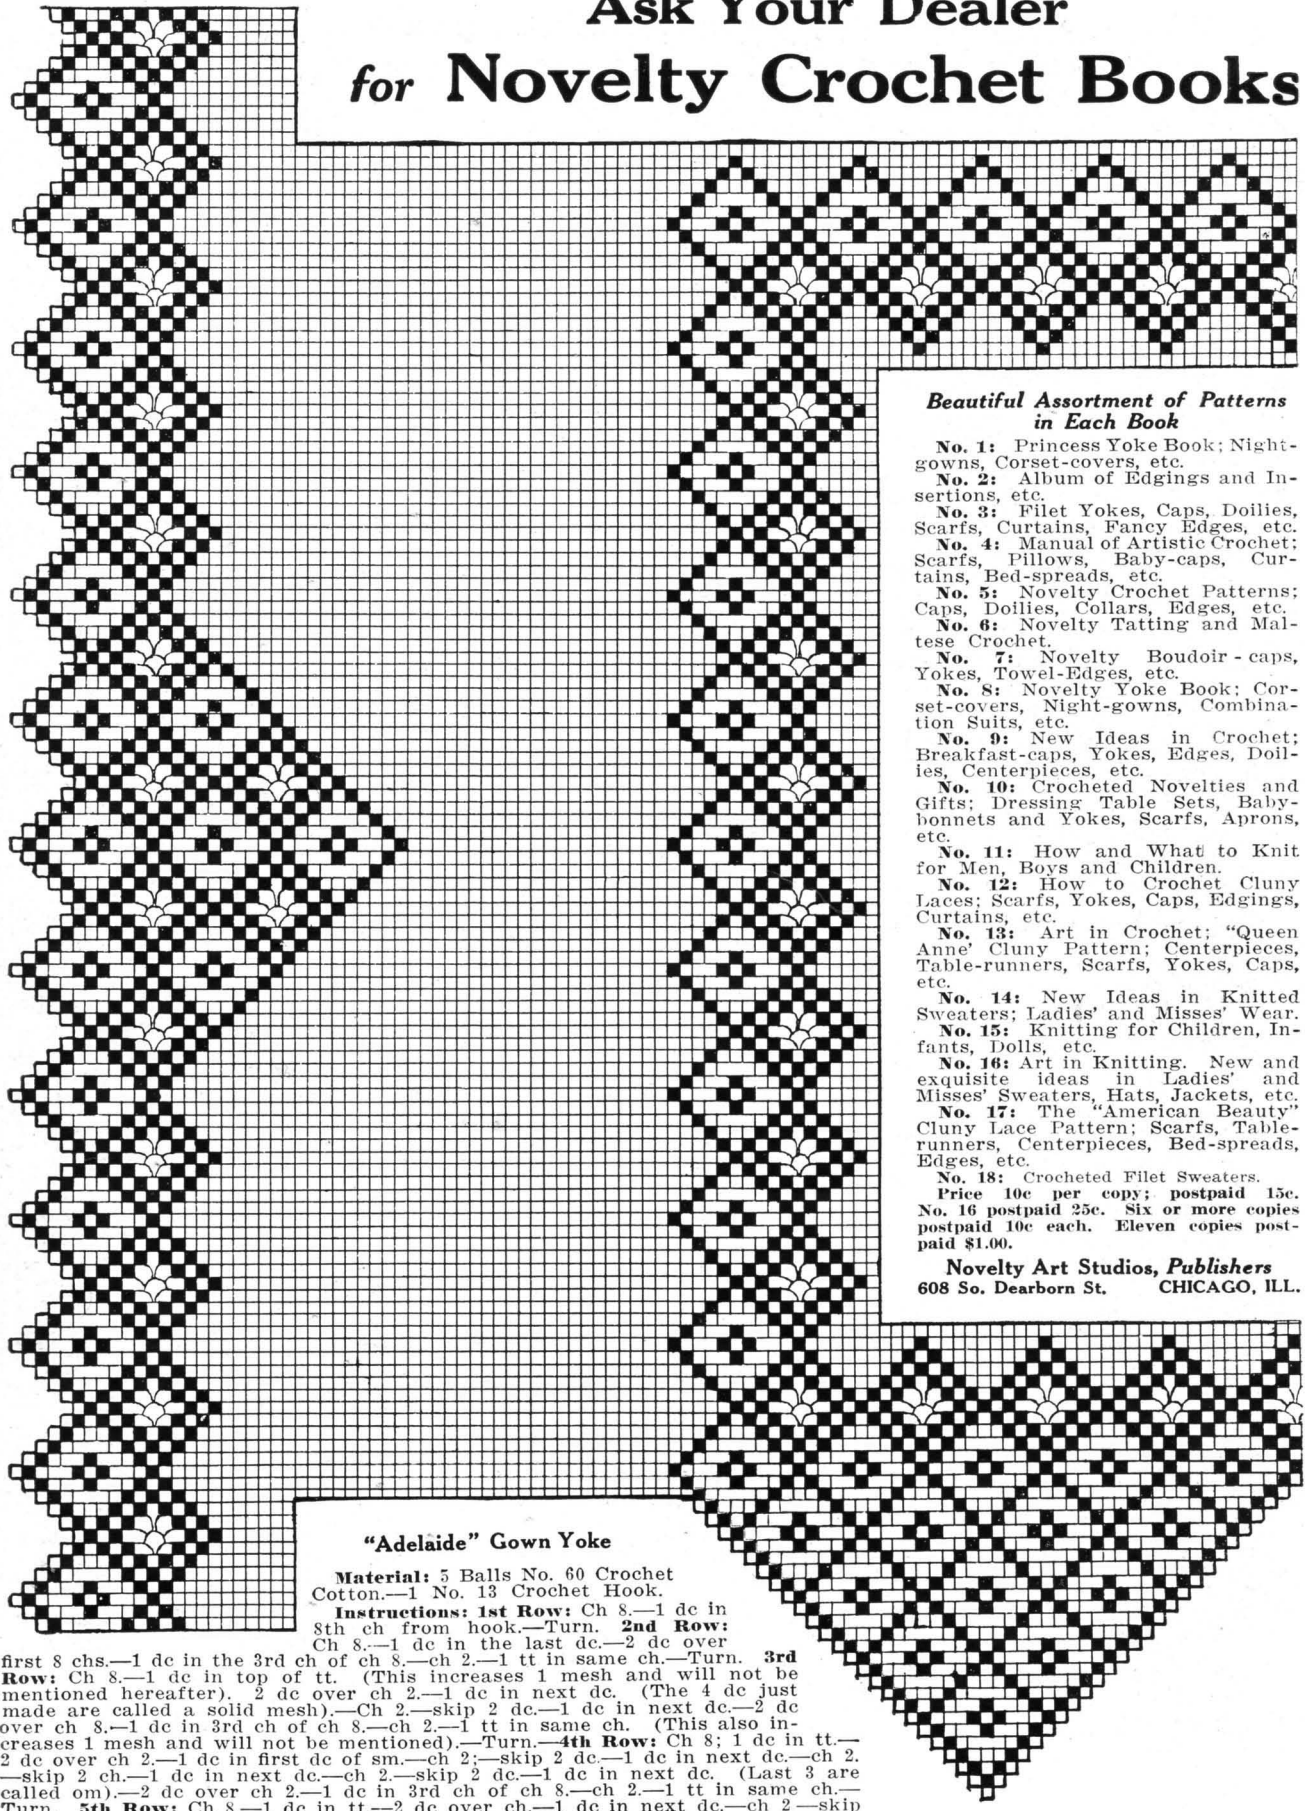 Ask Your Dealer
for Novelty Crochet Books
Beautiful Assortment of Patterns
in Each Book
No. 1: Princess Yoke Book; Night-
gowns, Corset-covers, etc.
No. 2: Album of Edgings and In-
sertions, etc.
No. 3: Filet Yokes, Caps, Doilies,
Scarfs, Curtains, Fancy Edges, etc.
No. 4: Manual of Artistic Crochet;
Scarfs, Pillows, Baby-caps, Cur-
tains, Bed-spreads, etc.
No. 5: Novelty Crochet Patterns;
Caps, Doilies, Collars, Edges, etc.
No. 6: Novelty Tatting and Mal-
tese Crochet.
No. 7: Novelty Boudoir - caps,
Yokes, Towel-Edges, etc.
No. 8: Novelty Yoke Book; Cor-
set-covers, Night-gowns, Combina-
tion Suits, etc.
No. 9: New Ideas in Crochet;
Breakfast-caps, Yokes, Edges, Doil-
ies, Centerpieces, etc.
No. 10: Crocheted Novelties and
Gifts; Dressing Table Sets, Baby-
bonnets and Yokes, Scarfs, Aprons,
etc.
No. 11: How and What to Knit
for Men, Boys and Children.
No. 12: How to Crochet Cluny
Laces; Scarfs, Yokes, Caps, Edgings,
Curtains, etc.
No. 13: Art in Crochet; “Queen
Anne’ Cluny Pattern; Centerpieces,
Table-runners, Scarfs, Yokes, Caps,
etc.
No. 14: New Ideas in Knitted
Sweaters; Ladies’ and Misses’ Wear.
No. 15: Knitting for Children, In-
fants, Dolls, etc.
No. 16: Art in Knitting. New and
exquisite ideas in Ladies’ and
Misses’ Sweaters, Hats, Jackets, etc.
No. 17: The “American Beauty”
Cluny Lace Pattern; Scarfs, Table-
runners, Centerpieces, Bed-spreads,
Edges, etc.
No. 18: Crocheted Filet Sweaters.
Price 10c per copy; postpaid 15c.
No. 16 postpaid 25c. Six or more copies
postpaid 10c each. Eleven copies post-
paid $1.00.
Novelty Art Studios, Publishers
608 So. Dearborn St. CHICAGO, ILL.
“Adelaide” Gown Yoke
Material: 5 Balls No. 60 Crochet
Cotton.—1 No. 13 Crochet Hook.
Instructions: 1st Row: Ch 8.—1 dc in
8th ch from hook.—Turn. 2nd Row:
Ch 8.—1 dc in the last dc.—2 dc over
first 8 chs.—1 dc in the 3rd ch of ch 8.—ch 2.—1 tt in same ch.—Turn. 3rd
Row: Ch 8.—1 dc in top of tt. (This increases 1 mesh and will not be
mentioned hereafter). 2 dc over ch 2.—1 dc in next dc. (The 4 dc just
made are called a solid mesh).—Ch 2.—skip 2 dc.—1 dc in next dc.—2 dc
over ch 8.—1 dc in 3rd ch of ch 8.—ch 2.—1 tt in same ch. (This also in-
creases 1 mesh and will not be mentioned).—Turn.—4th Row: Ch 8; 1 dc in tt.—
2 dc over ch 2.—1 dc in first dc of sm.—ch 2;—skip 2 dc.—1 dc in next dc.—ch 2.
—skip 2 ch.—1 dc in next dc.—ch 2.—skip 2 dc.—1 dc in next dc. (Last 3 are
called om).—2 dc over ch 2.—1 dc in 3rd ch of ch 8.—ch 2.—1 tt in same ch.—
Turn. 5th Row: Ch 8.—1 dc in tt.—2 dc over ch.—1 dc in next dc.—ch 2.—skip